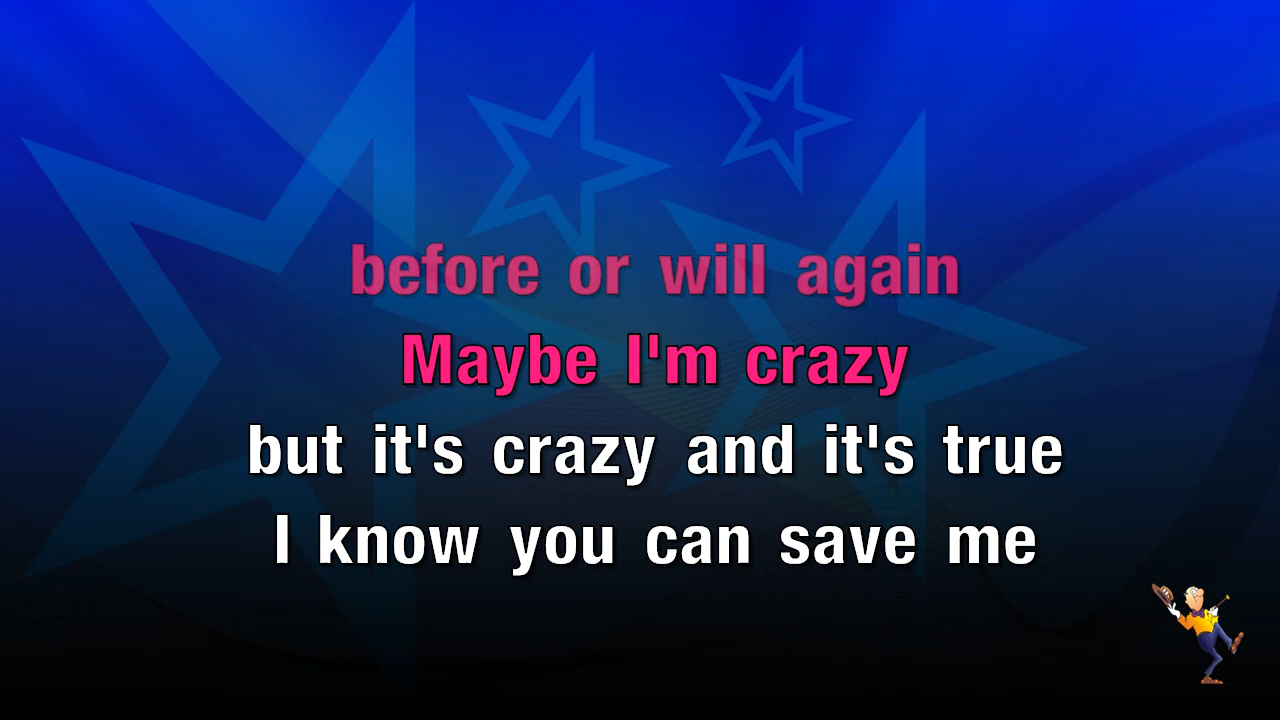 before or will again
Maybe I'm crazy
but it's crazy and it's true
I know you can save me